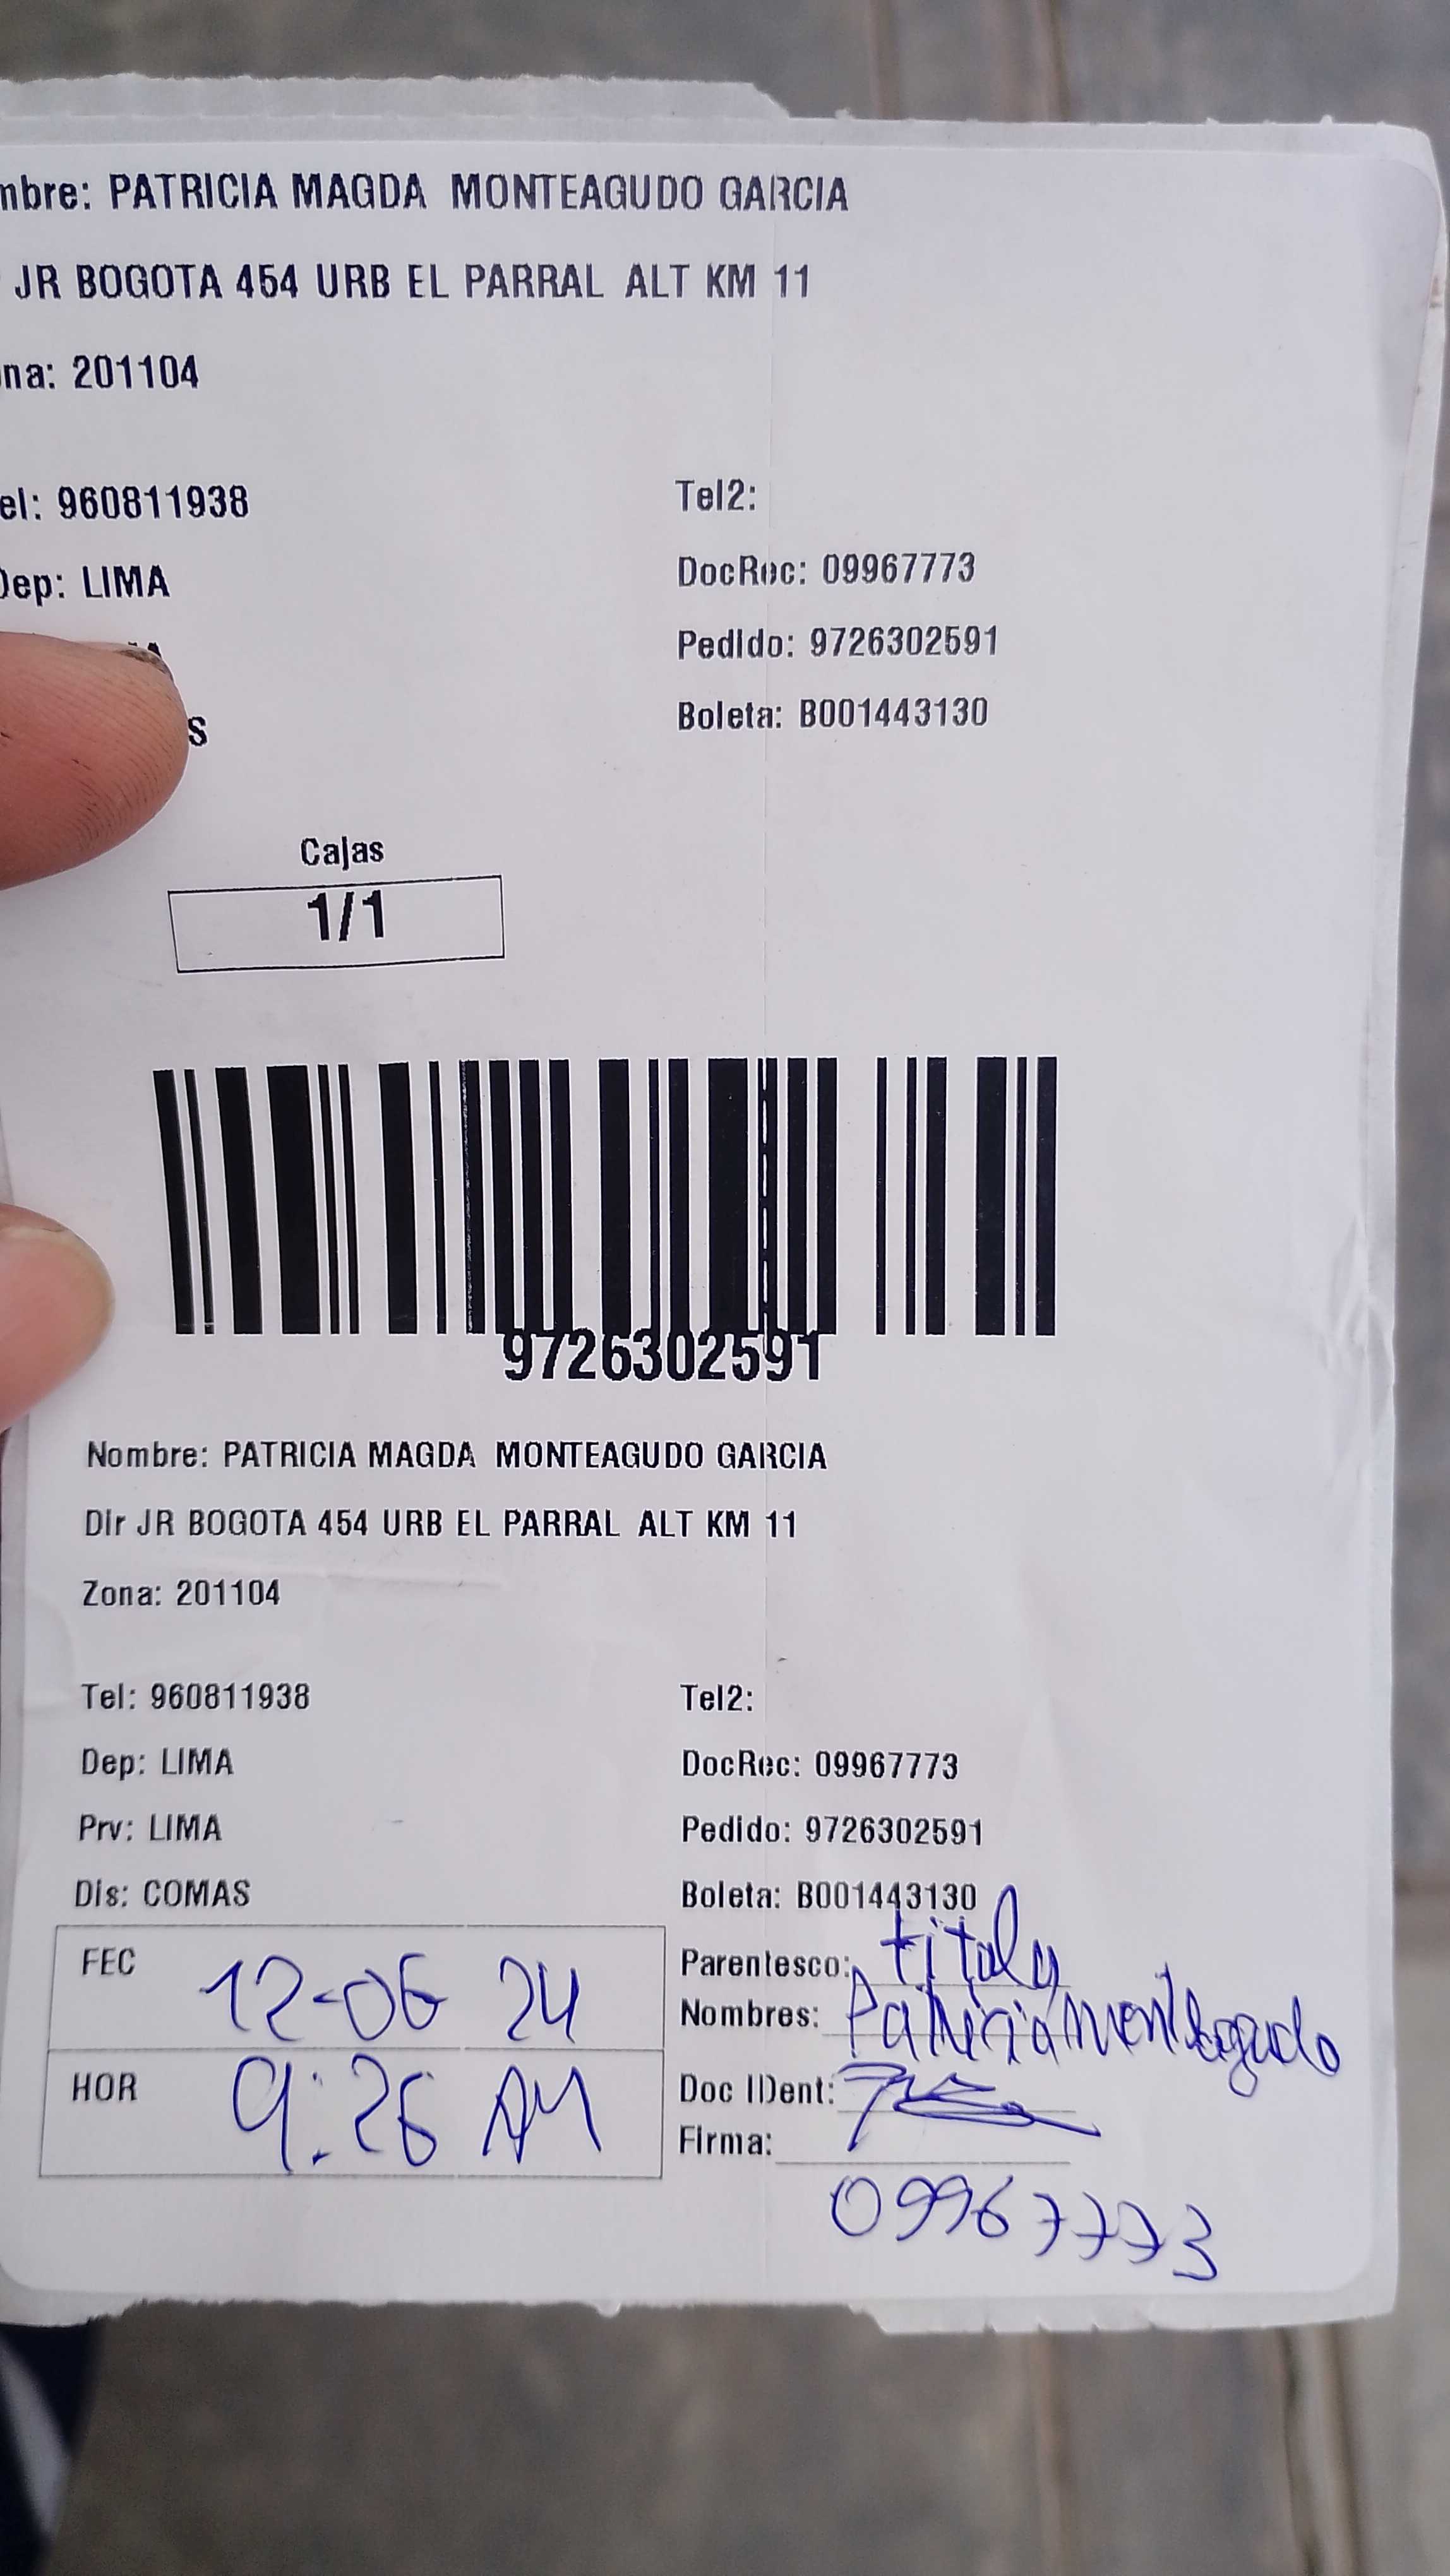 mbre: PATRICIA MAGDA MONTEAGUDO GARCIA
JR BOGOTA 454 URB EL PARRAL ALT KM 11
na: 201104
el: 960811938
Tel2:
Dep: LIMA
DocRec: 09967773
Pedido: 9726302591
S
Boleta: B001443130
Cajas
1/1
9726302591
Nombre: PATRICIA MAGDA MONTEAGUDO GARCIA
Dir JR BOGOTA 454 URB EL PARRAL ALT KM 11
Zona: 201104
Tel: 960811938
Tel2:
Dep: LIMA
DocRec: 09967773
Prv: LIMA
Pedido: 9726302591
Dis: COMAS
Boleta: B001443130
FEC 12-06 24
Parentesco:
Nombres: Patricia Monteagudo
HOR 9:26 AM
Doc IDent:
Firma:
09967773